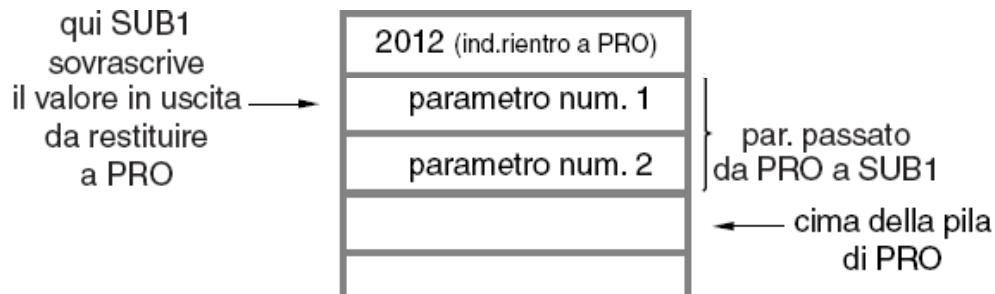 qui SUB1
sovrascrive
il valore in uscita
da restituire
a PRO
2012 (ind.rientro a PRO)
parametro num. 1
parametro num. 2
par. passato
da PRO a SUB1
cima della pila
di PRO